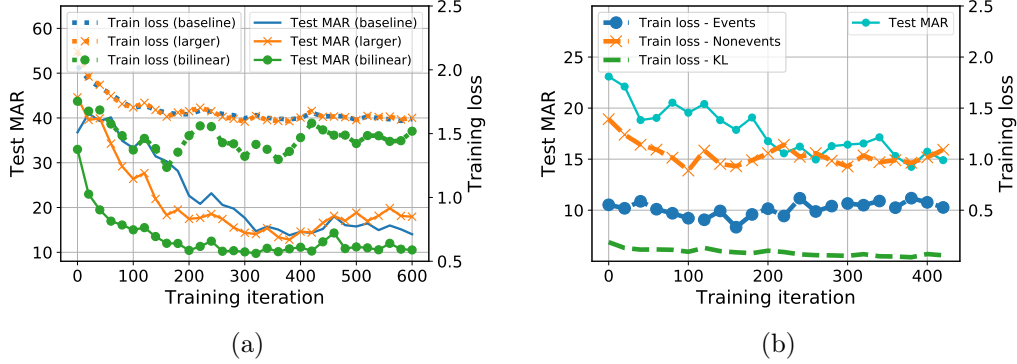 Train loss (baseline)
Train loss (larger)
Train loss (bilinear)
Test MAR (baseline)
Test MAR (larger)
Test MAR (bilinear)
Test MAR
60
50
40
30
20
10
2.5
2.0
1.5
1.0
0.5
Training loss
0 100 200 300 400 500 600
Training iteration
(a)
Train loss - Events
Train loss - Nonevents
Train loss - KL
Test MAR
Test MAR
25
20
15
10
2.5
2.0
1.5
1.0
0.5
0.0
Training loss
0 100 200 300 400
Training iteration
(b)